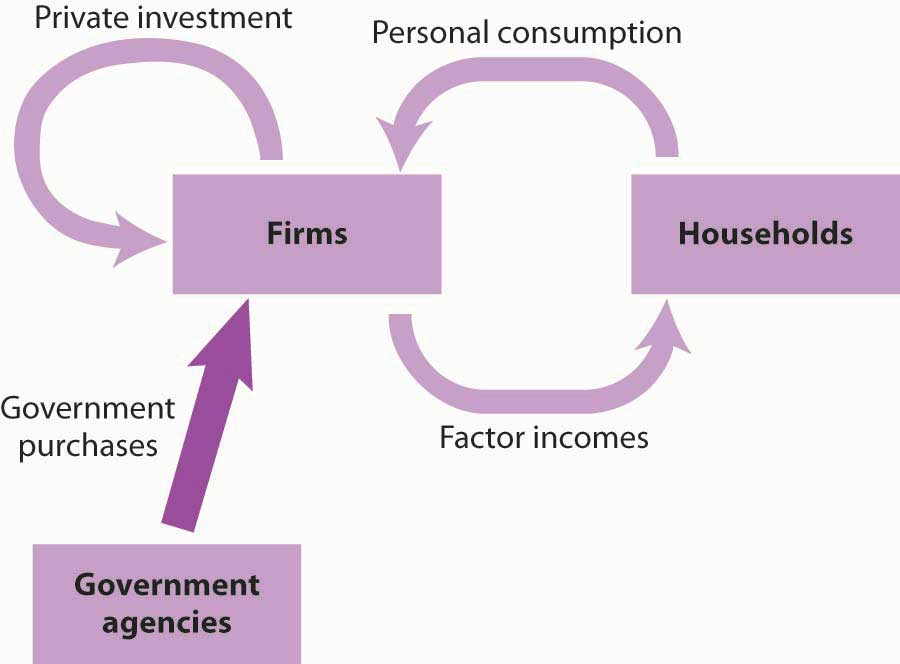 Private investment
Personal consumption
Firms
Households
Government
purchases
Factor incomes
Government
agencies